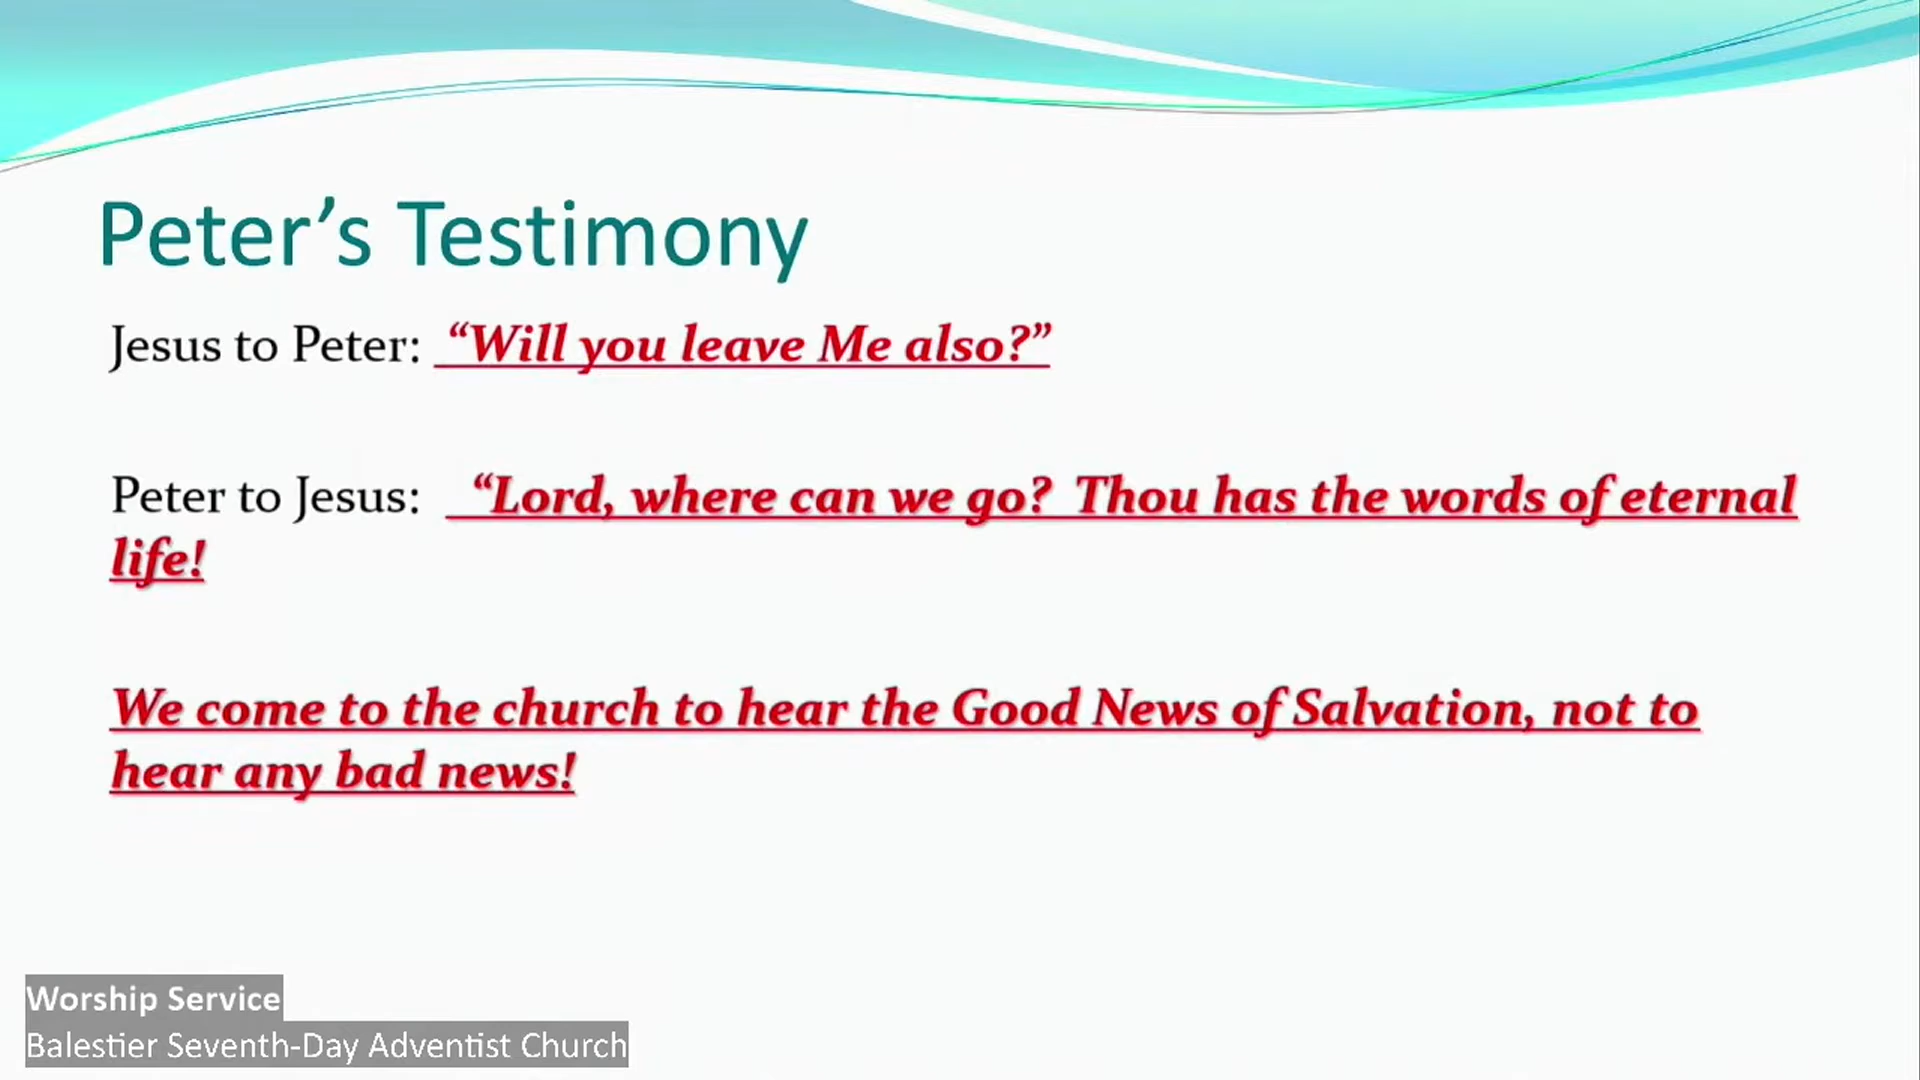 Peter’s Testimony
Jesus to Peter: “Will you leave Me also?”
Peter to Jesus: “Lord, where can we go? Thou has the words of eternal
life!
We come to the church to hear the Good News of Salvation, not to
hear any bad news!
Worship Service
Balestier Seventh-Day Adventist Church